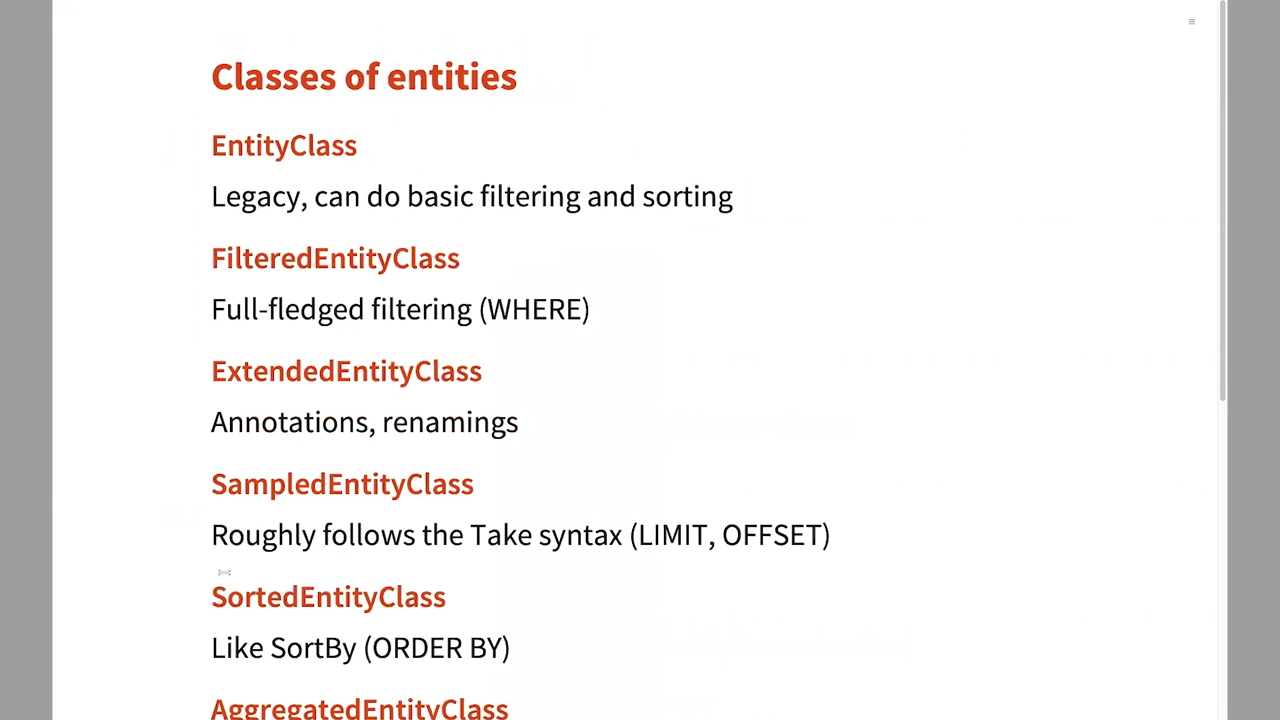 Classes of entities
EntityClass
Legacy, can do basic filtering and sorting
FilteredEntityClass
Full-fledged filtering (WHERE)
ExtendedEntityClass
Annotations, renamings
SampledEntityClass
Roughly follows the Take syntax (LIMIT, OFFSET)
SortedEntityClass
Like SortBy (ORDER BY)
AggregatedEntityClass